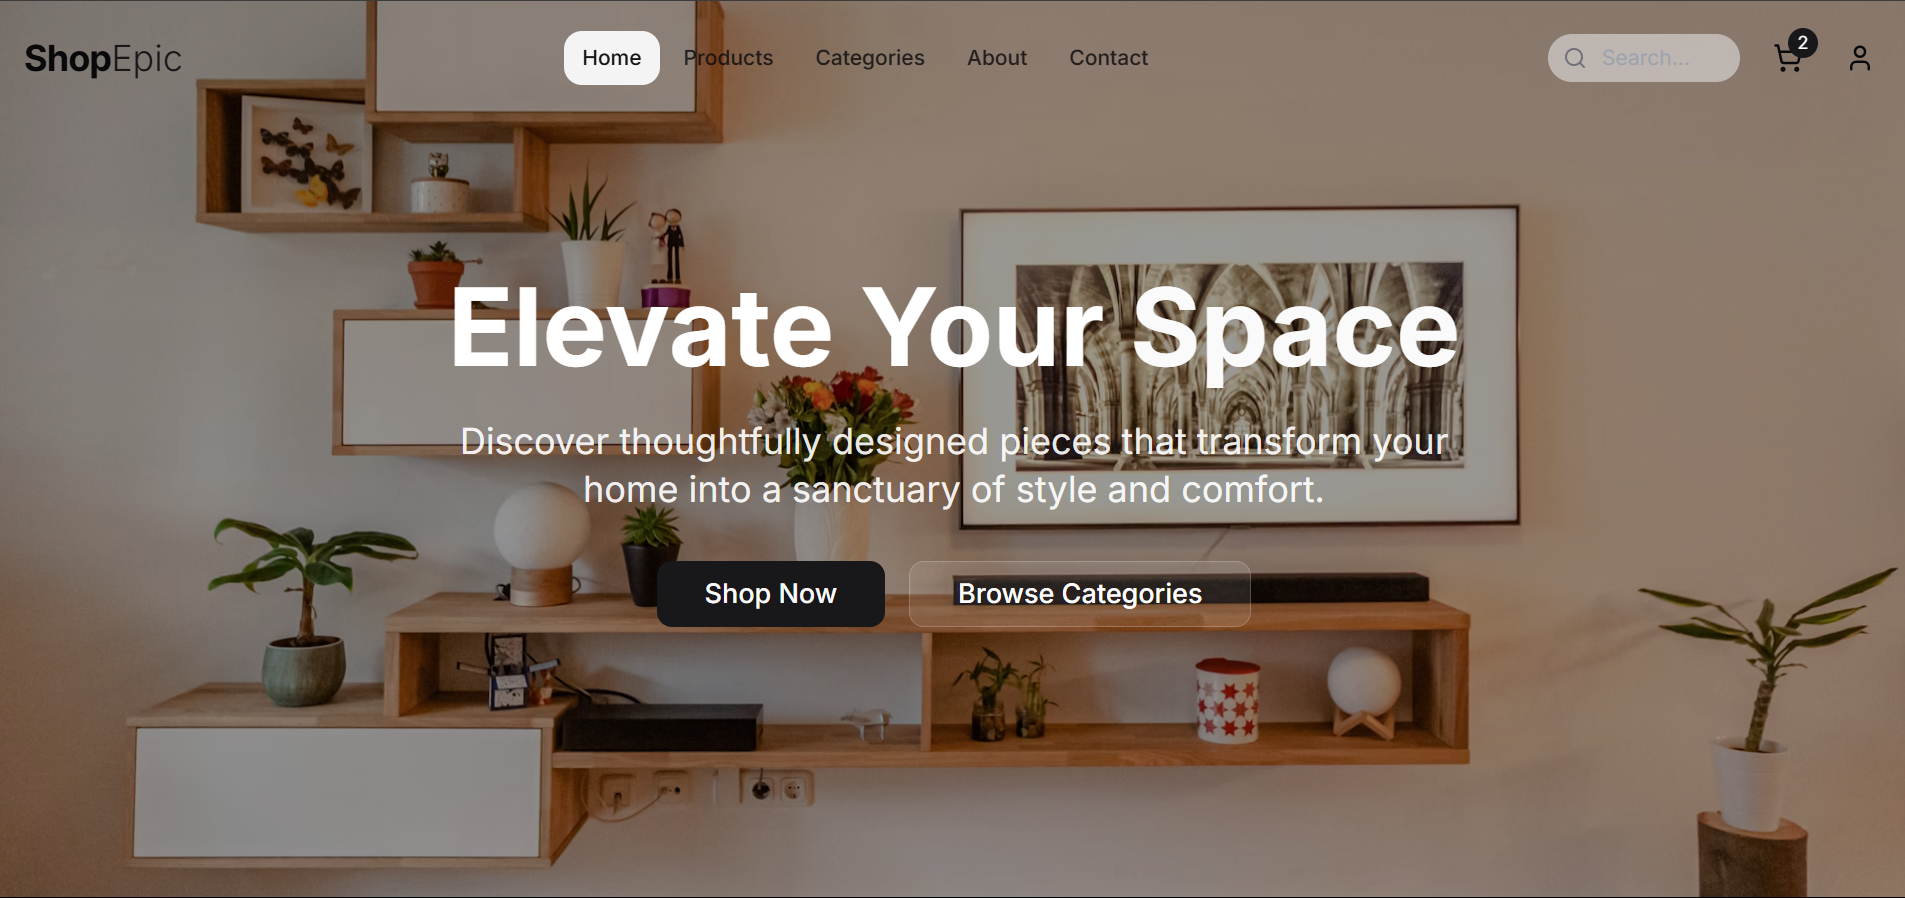 ShopEpic
Home
Products
Categories
About
Contact
Search...
2
Elevate Your Space
Discover thoughtfully designed pieces that transform your
home into a sanctuary of style and comfort.
Shop Now
Browse Categories